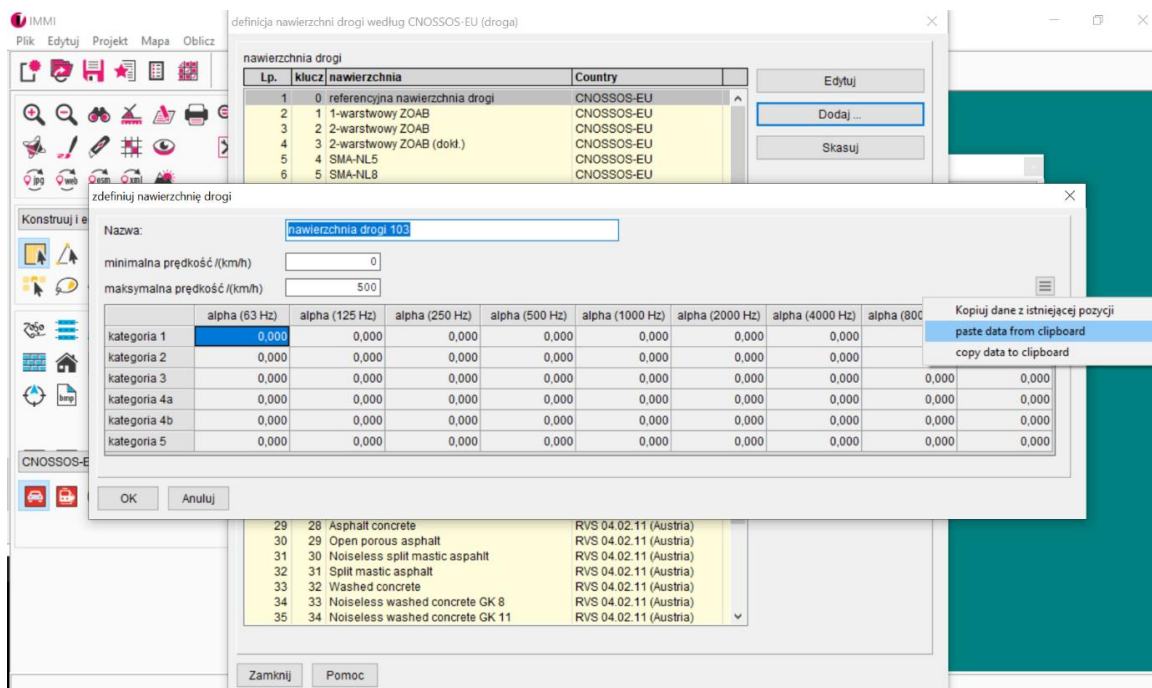 IMMI
Plik Edytuj Projekt Mapa Oblicz
definicja nawierzchni drogi według CNOSSOS-EU (droga)
nawierzchnia drogi
Lp. klucz nawierzchnia Country
1 0 referencyjna nawierzchnia drogi CNOSSOS-EU
2 1 1-warstwowy ZOAB CNOSSOS-EU
3 2 2-warstwowy ZOAB CNOSSOS-EU
4 3 2-warstwowy ZOAB (dokł.) CNOSSOS-EU
5 4 SMA-NL5 CNOSSOS-EU
6 5 SMA-NL8 CNOSSOS-EU
Edytuj
Dodaj ...
Skasuj
jpg web osm xml
Konstruuj i e
bmp
CNOSSOS-E
zdefiniuj nawierzchnię drogi
Nazwa: nawierzchnia drogi 103
minimalna prędkość /(km/h) 0
maksymalna prędkość /(km/h) 500
Kopiuj dane z istniejącej pozycji
paste data from clipboard
copy data to clipboard
alpha (63 Hz) alpha (125 Hz) alpha (250 Hz) alpha (500 Hz) alpha (1000 Hz) alpha (2000 Hz) alpha (4000 Hz) alpha (800
kategoria 1 0,000 0,000 0,000 0,000 0,000 0,000 0,000
kategoria 2 0,000 0,000 0,000 0,000 0,000 0,000 0,000
kategoria 3 0,000 0,000 0,000 0,000 0,000 0,000 0,000 0,000 0,000
kategoria 4a 0,000 0,000 0,000 0,000 0,000 0,000 0,000 0,000 0,000
kategoria 4b 0,000 0,000 0,000 0,000 0,000 0,000 0,000 0,000 0,000
kategoria 5 0,000 0,000 0,000 0,000 0,000 0,000 0,000 0,000 0,000
OK Anuluj
29 28 Asphalt concrete RVS 04.02.11 (Austria)
30 29 Open porous asphalt RVS 04.02.11 (Austria)
31 30 Noiseless split mastic aspahlt RVS 04.02.11 (Austria)
32 31 Split mastic asphalt RVS 04.02.11 (Austria)
33 32 Washed concrete RVS 04.02.11 (Austria)
34 33 Noiseless washed concrete GK 8 RVS 04.02.11 (Austria)
35 34 Noiseless washed concrete GK 11 RVS 04.02.11 (Austria)
Zamknij Pomoc